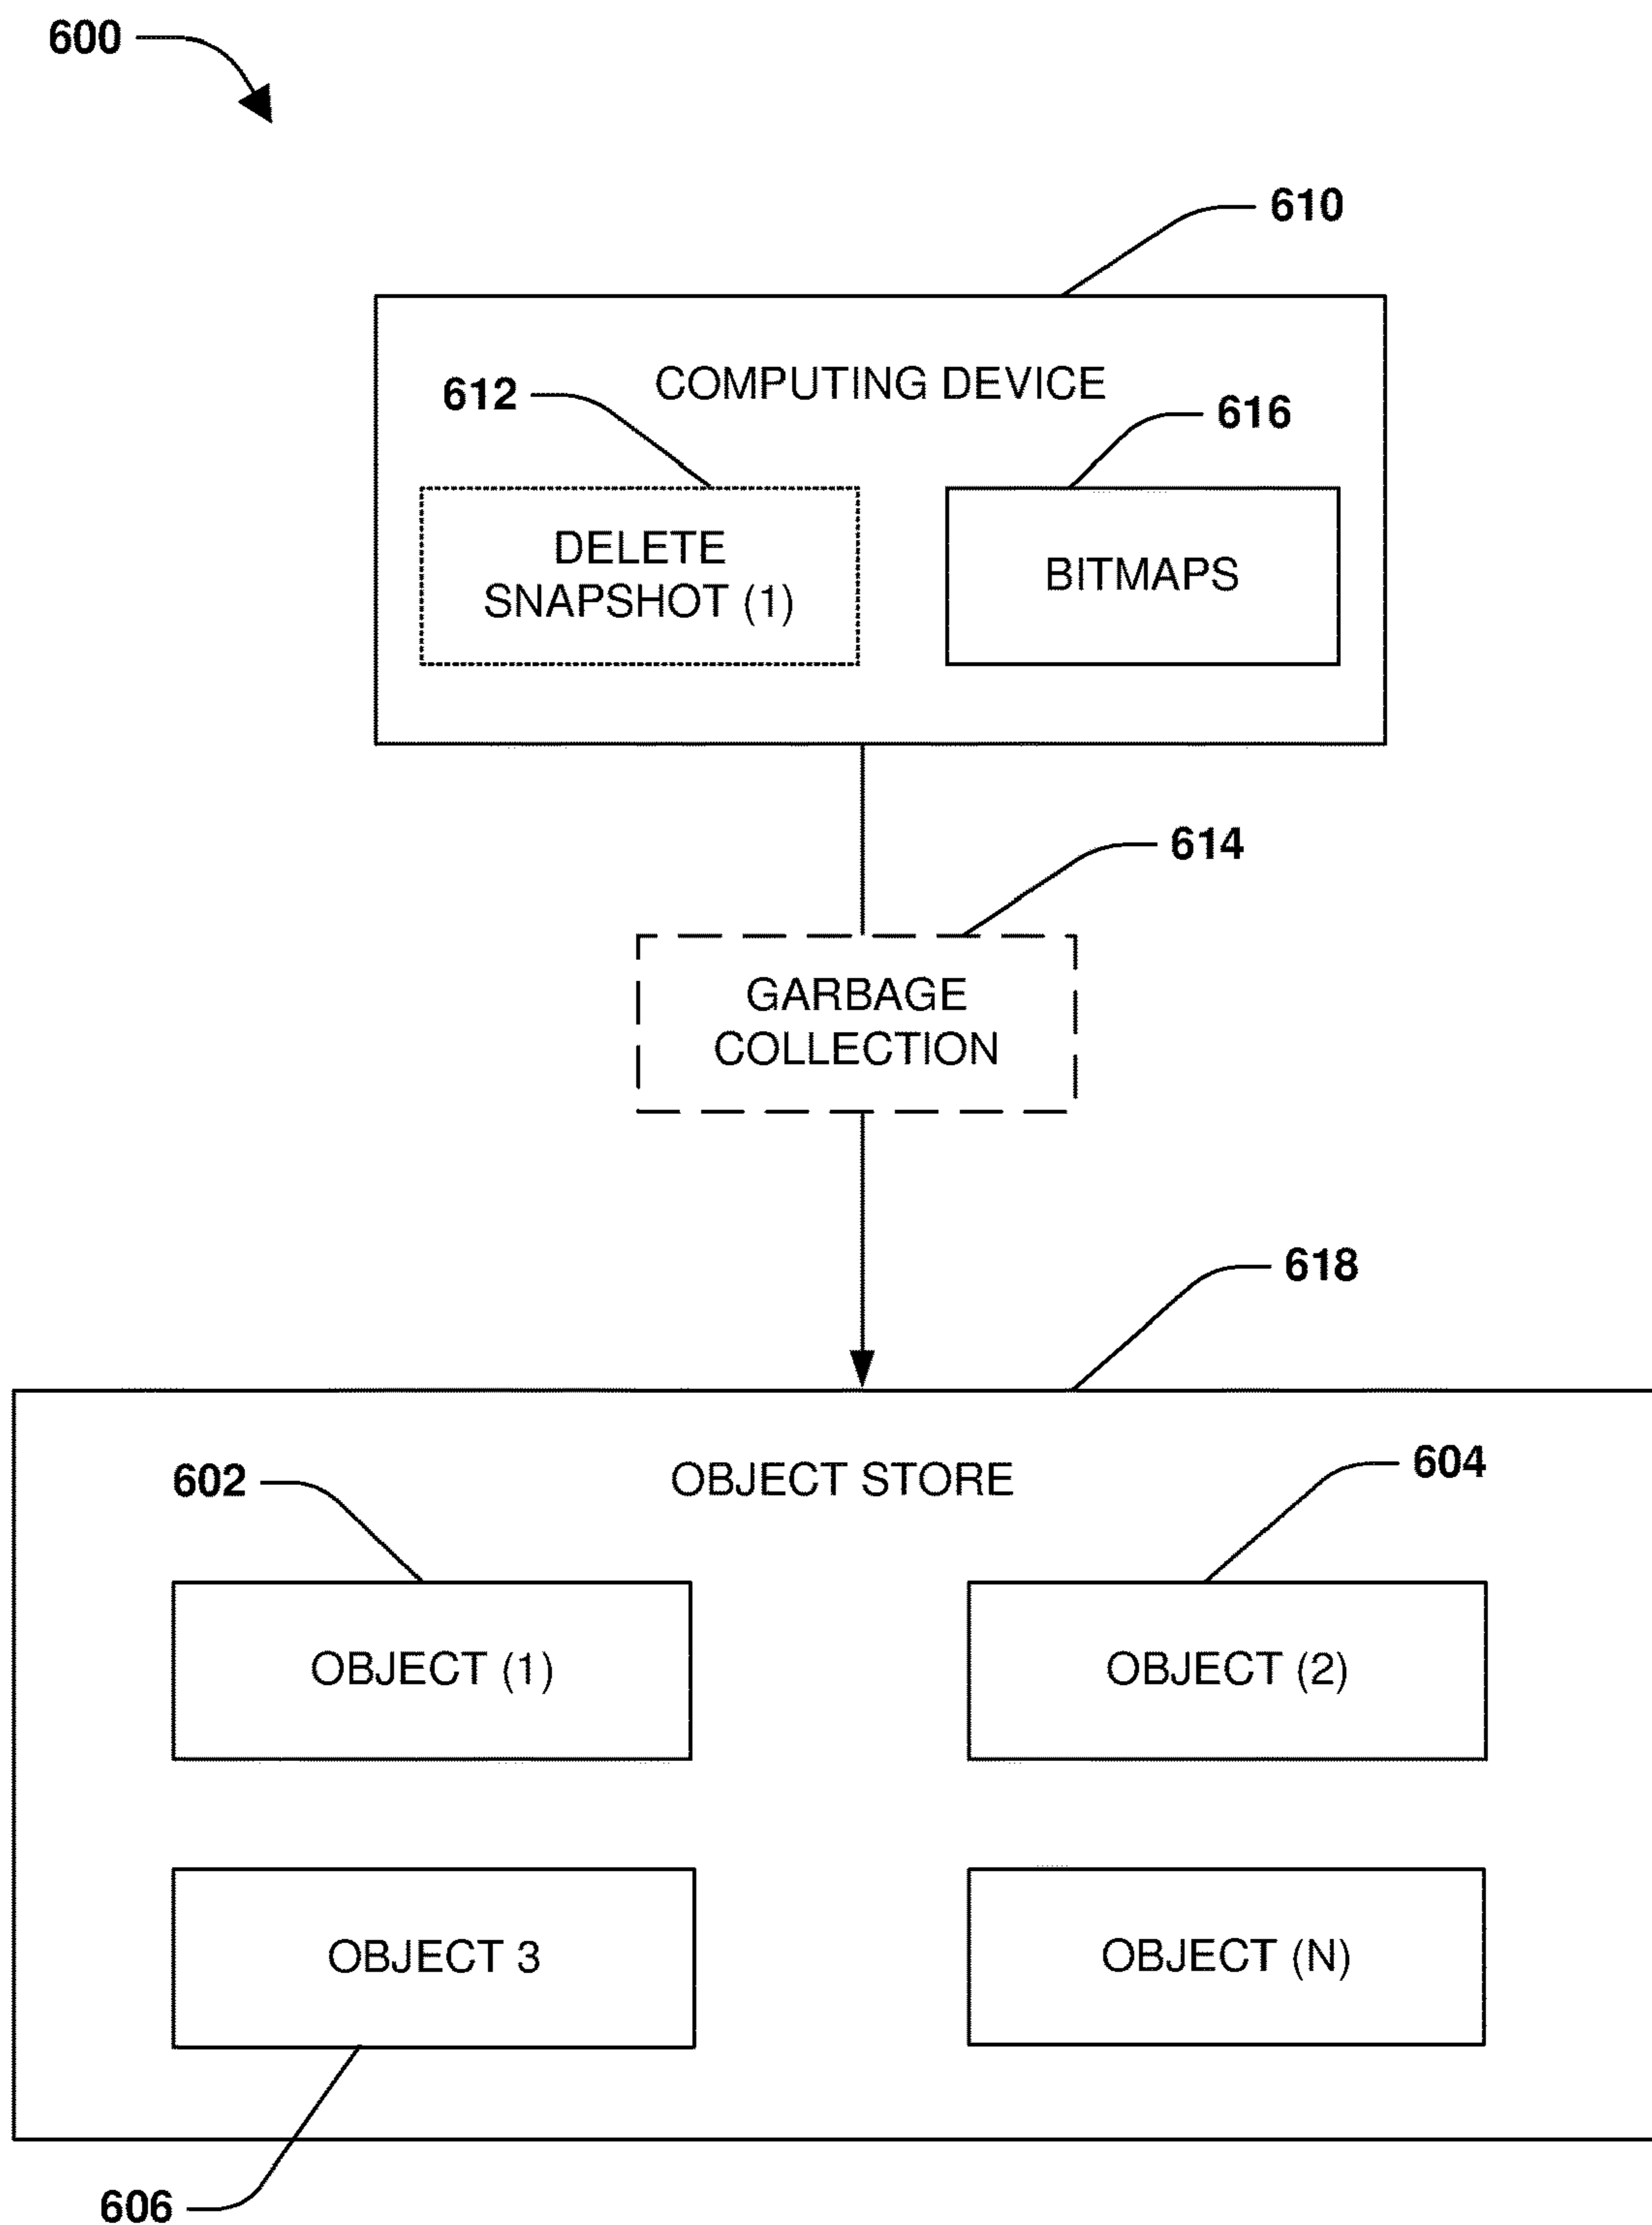 600
610
COMPUTING DEVICE
612
616
DELETE
SNAPSHOT (1)
BITMAPS
614
GARBAGE
COLLECTION
618
OBJECT STORE
602
604
OBJECT (1)
OBJECT (2)
OBJECT 3
OBJECT (N)
606